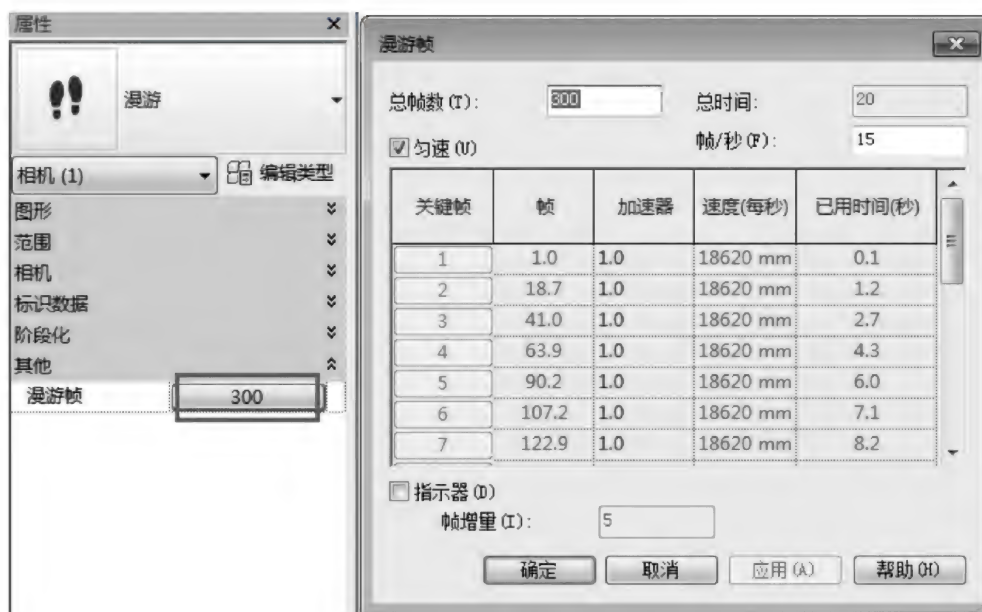 属性
漫游
相机 (1)
编辑类型
图形
范围
相机
标识数据
阶段化
其他
漫游帧 300
漫游帧
总帧数(T): 300 总时间: 20
匀速(U) 帧/秒(F): 15
关键帧 帧 加速器 速度(每秒) 已用时间(秒)
1 1.0 1.0 18620 mm 0.1
2 18.7 1.0 18620 mm 1.2
3 41.0 1.0 18620 mm 2.7
4 63.9 1.0 18620 mm 4.3
5 90.2 1.0 18620 mm 6.0
6 107.2 1.0 18620 mm 7.1
7 122.9 1.0 18620 mm 8.2
指示器(D)
帧增量(I): 5
确定 取消 应用(A) 帮助(H)